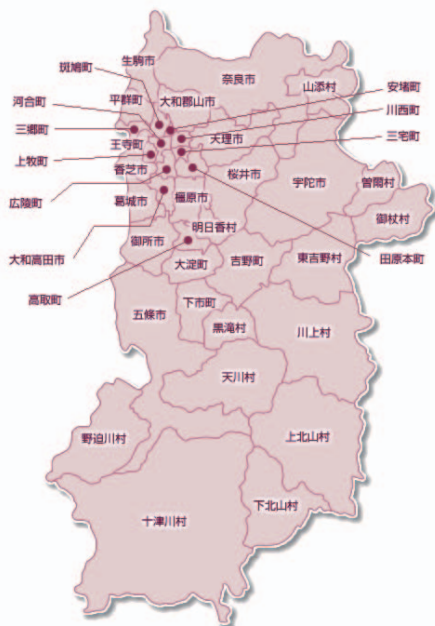 生駒市
斑鳩町
奈良市
平群町
山添村
安堵町
河合町
大和郡山市
川西町
三郷町
天理市
三宅町
王寺町
上牧町
香芝市
桜井市
宇陀市
曽爾村
広陵町
葛城市
橿原市
御杖村
明日香村
御所市
大和高田市
田原本町
大淀町
吉野町
東吉野村
高取町
五條市
下市町
黒滝村
川上村
天川村
野迫川村
上北山村
下北山村
十津川村